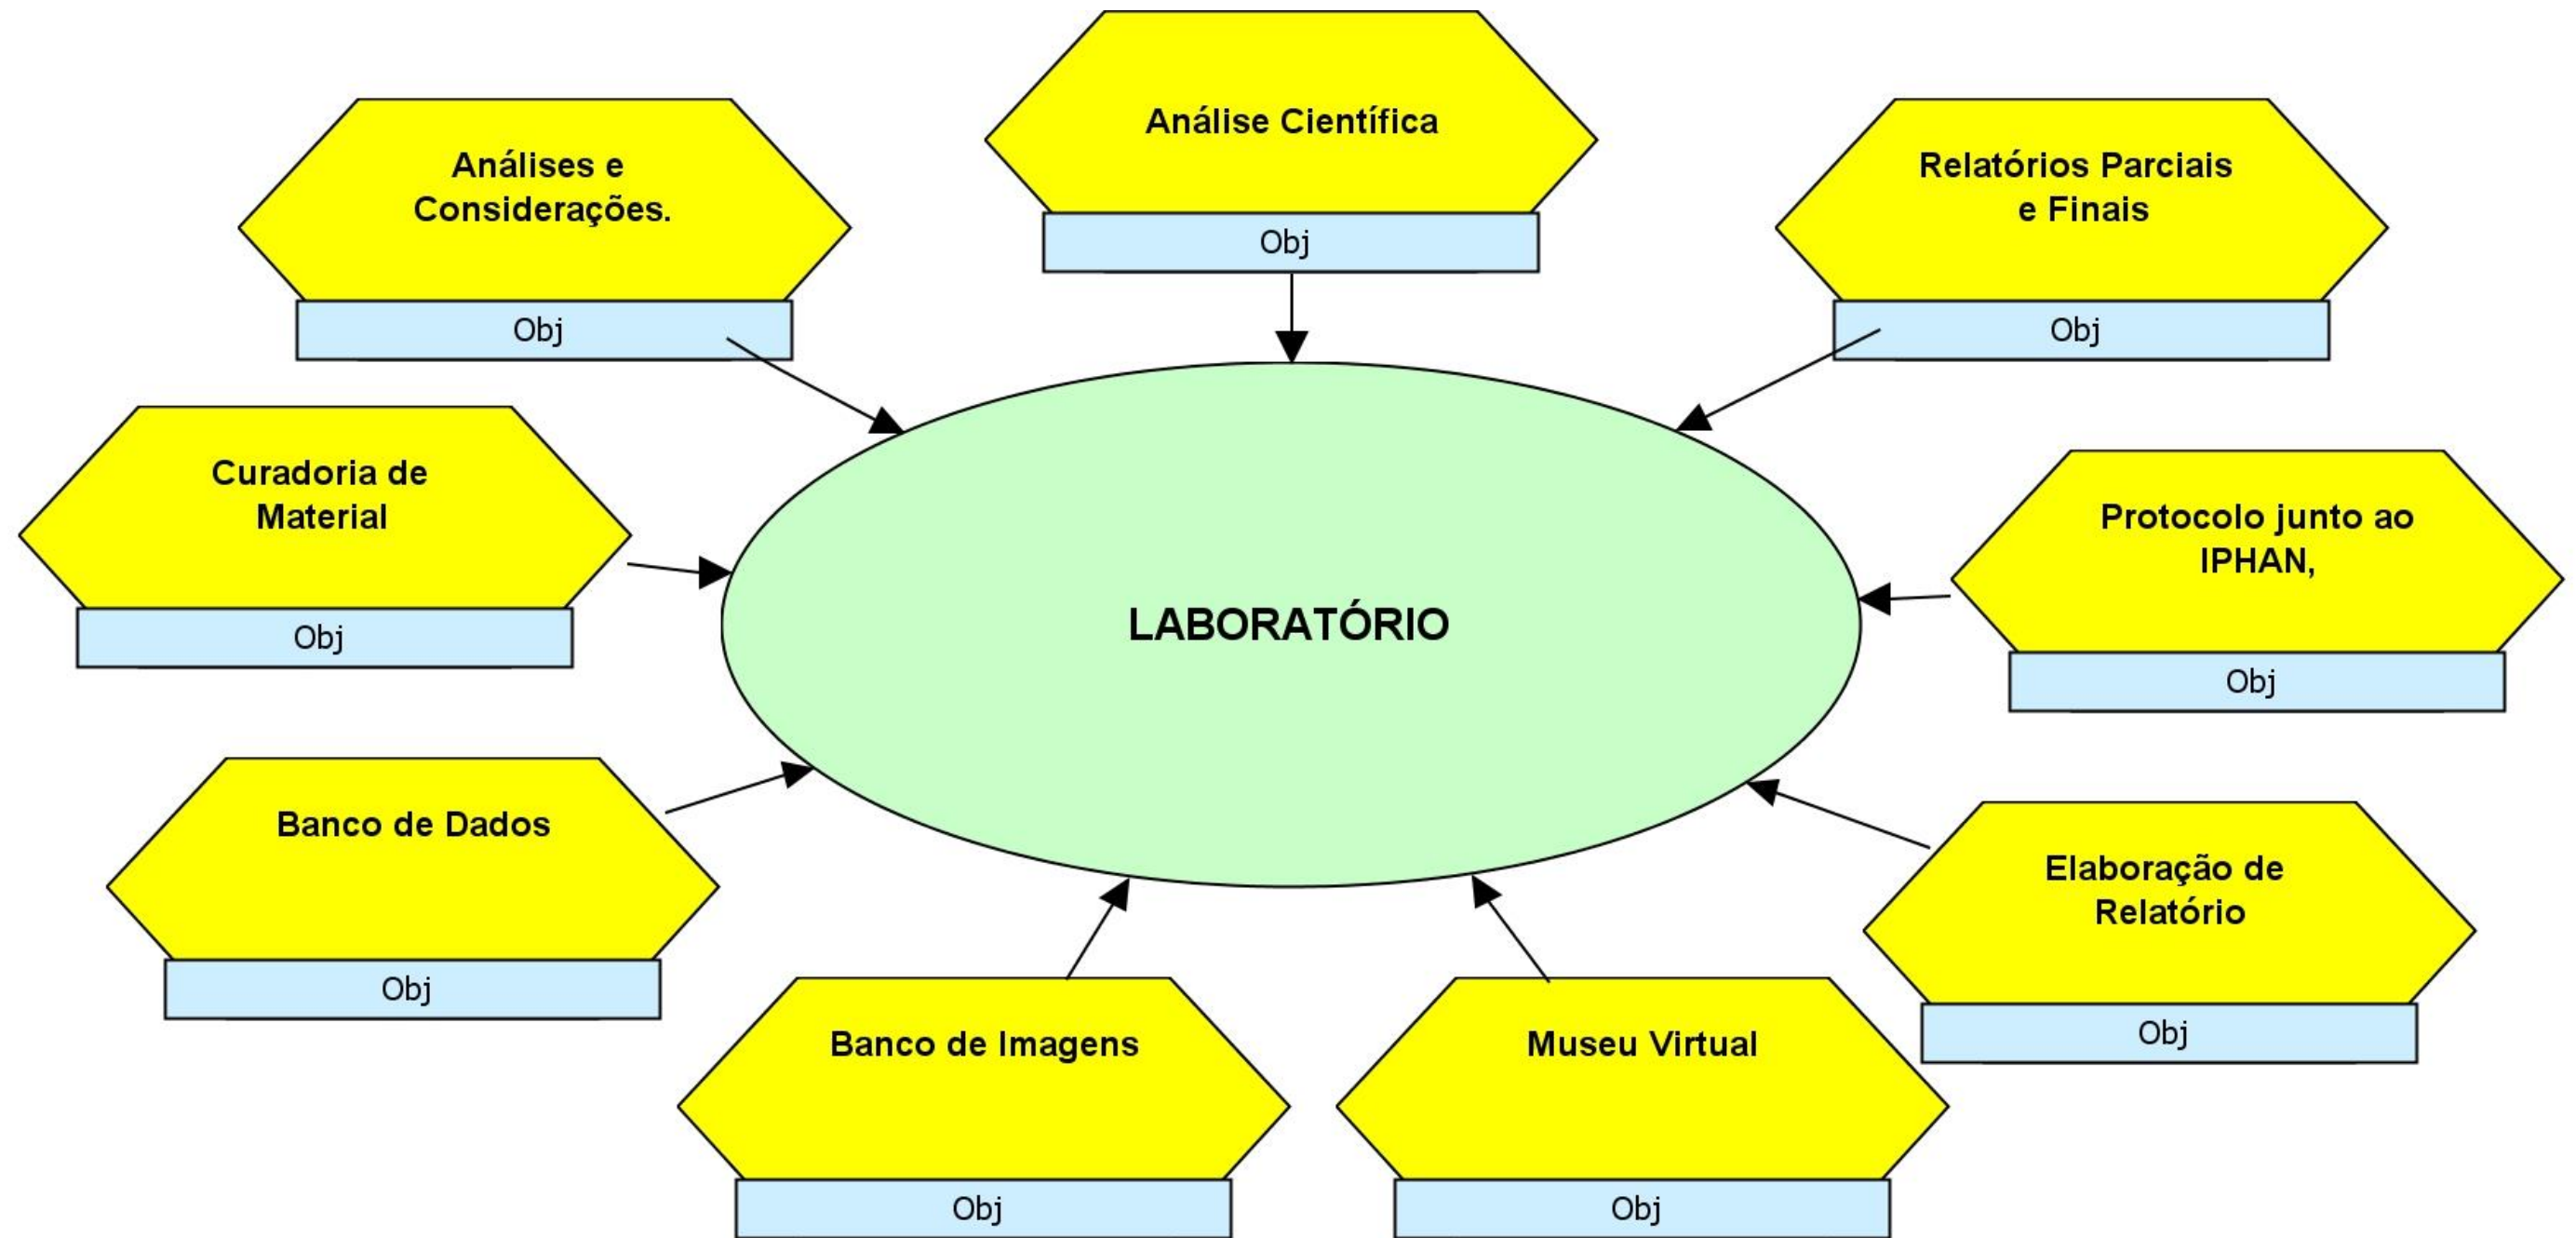 Análise Científica
Obj
Análises e
Considerações.
Obj
Relatórios Parciais
e Finais
Obj
Curadoria de
Material
Obj
LABORATÓRIO
Protocolo junto ao
IPHAN,
Obj
Banco de Dados
Obj
Elaboração de
Relatório
Obj
Banco de Imagens
Obj
Museu Virtual
Obj